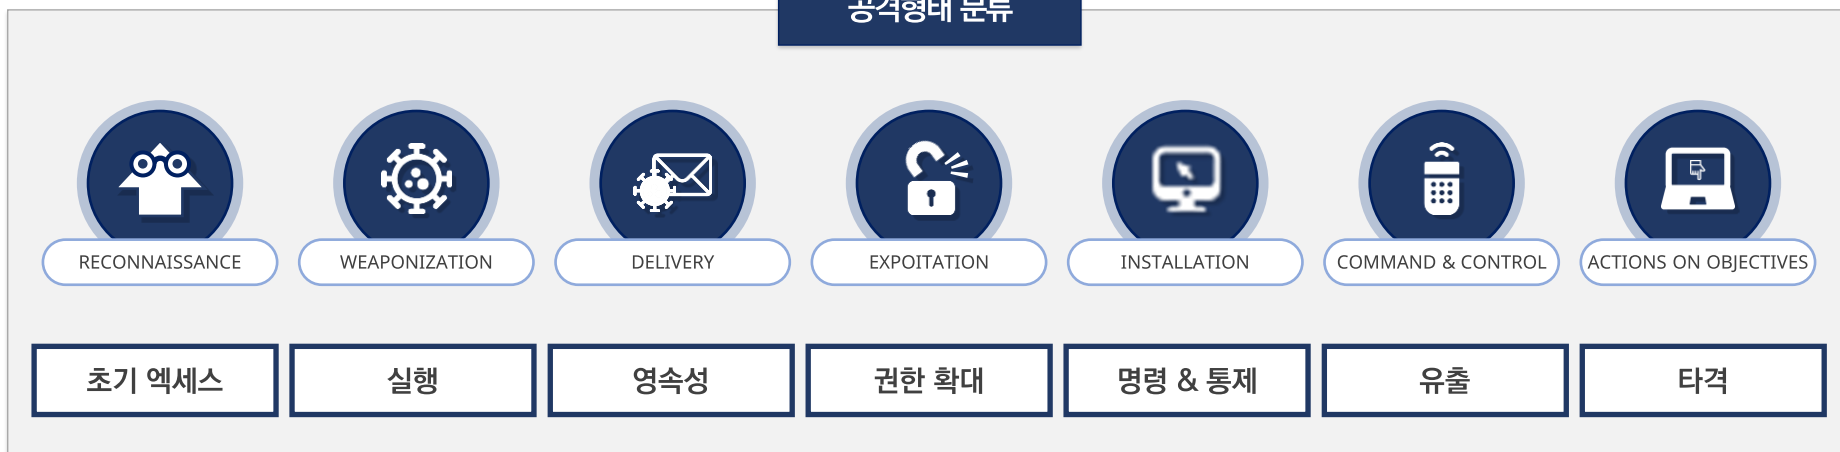 공격형태 분류
RECONNAISSANCE
WEAPONIZATION
DELIVERY
EXPOITATION
INSTALLATION
COMMAND & CONTROL
ACTIONS ON OBJECTIVES
초기 엑세스
실행
영속성
권한 확대
명령 & 통제
유출
타격